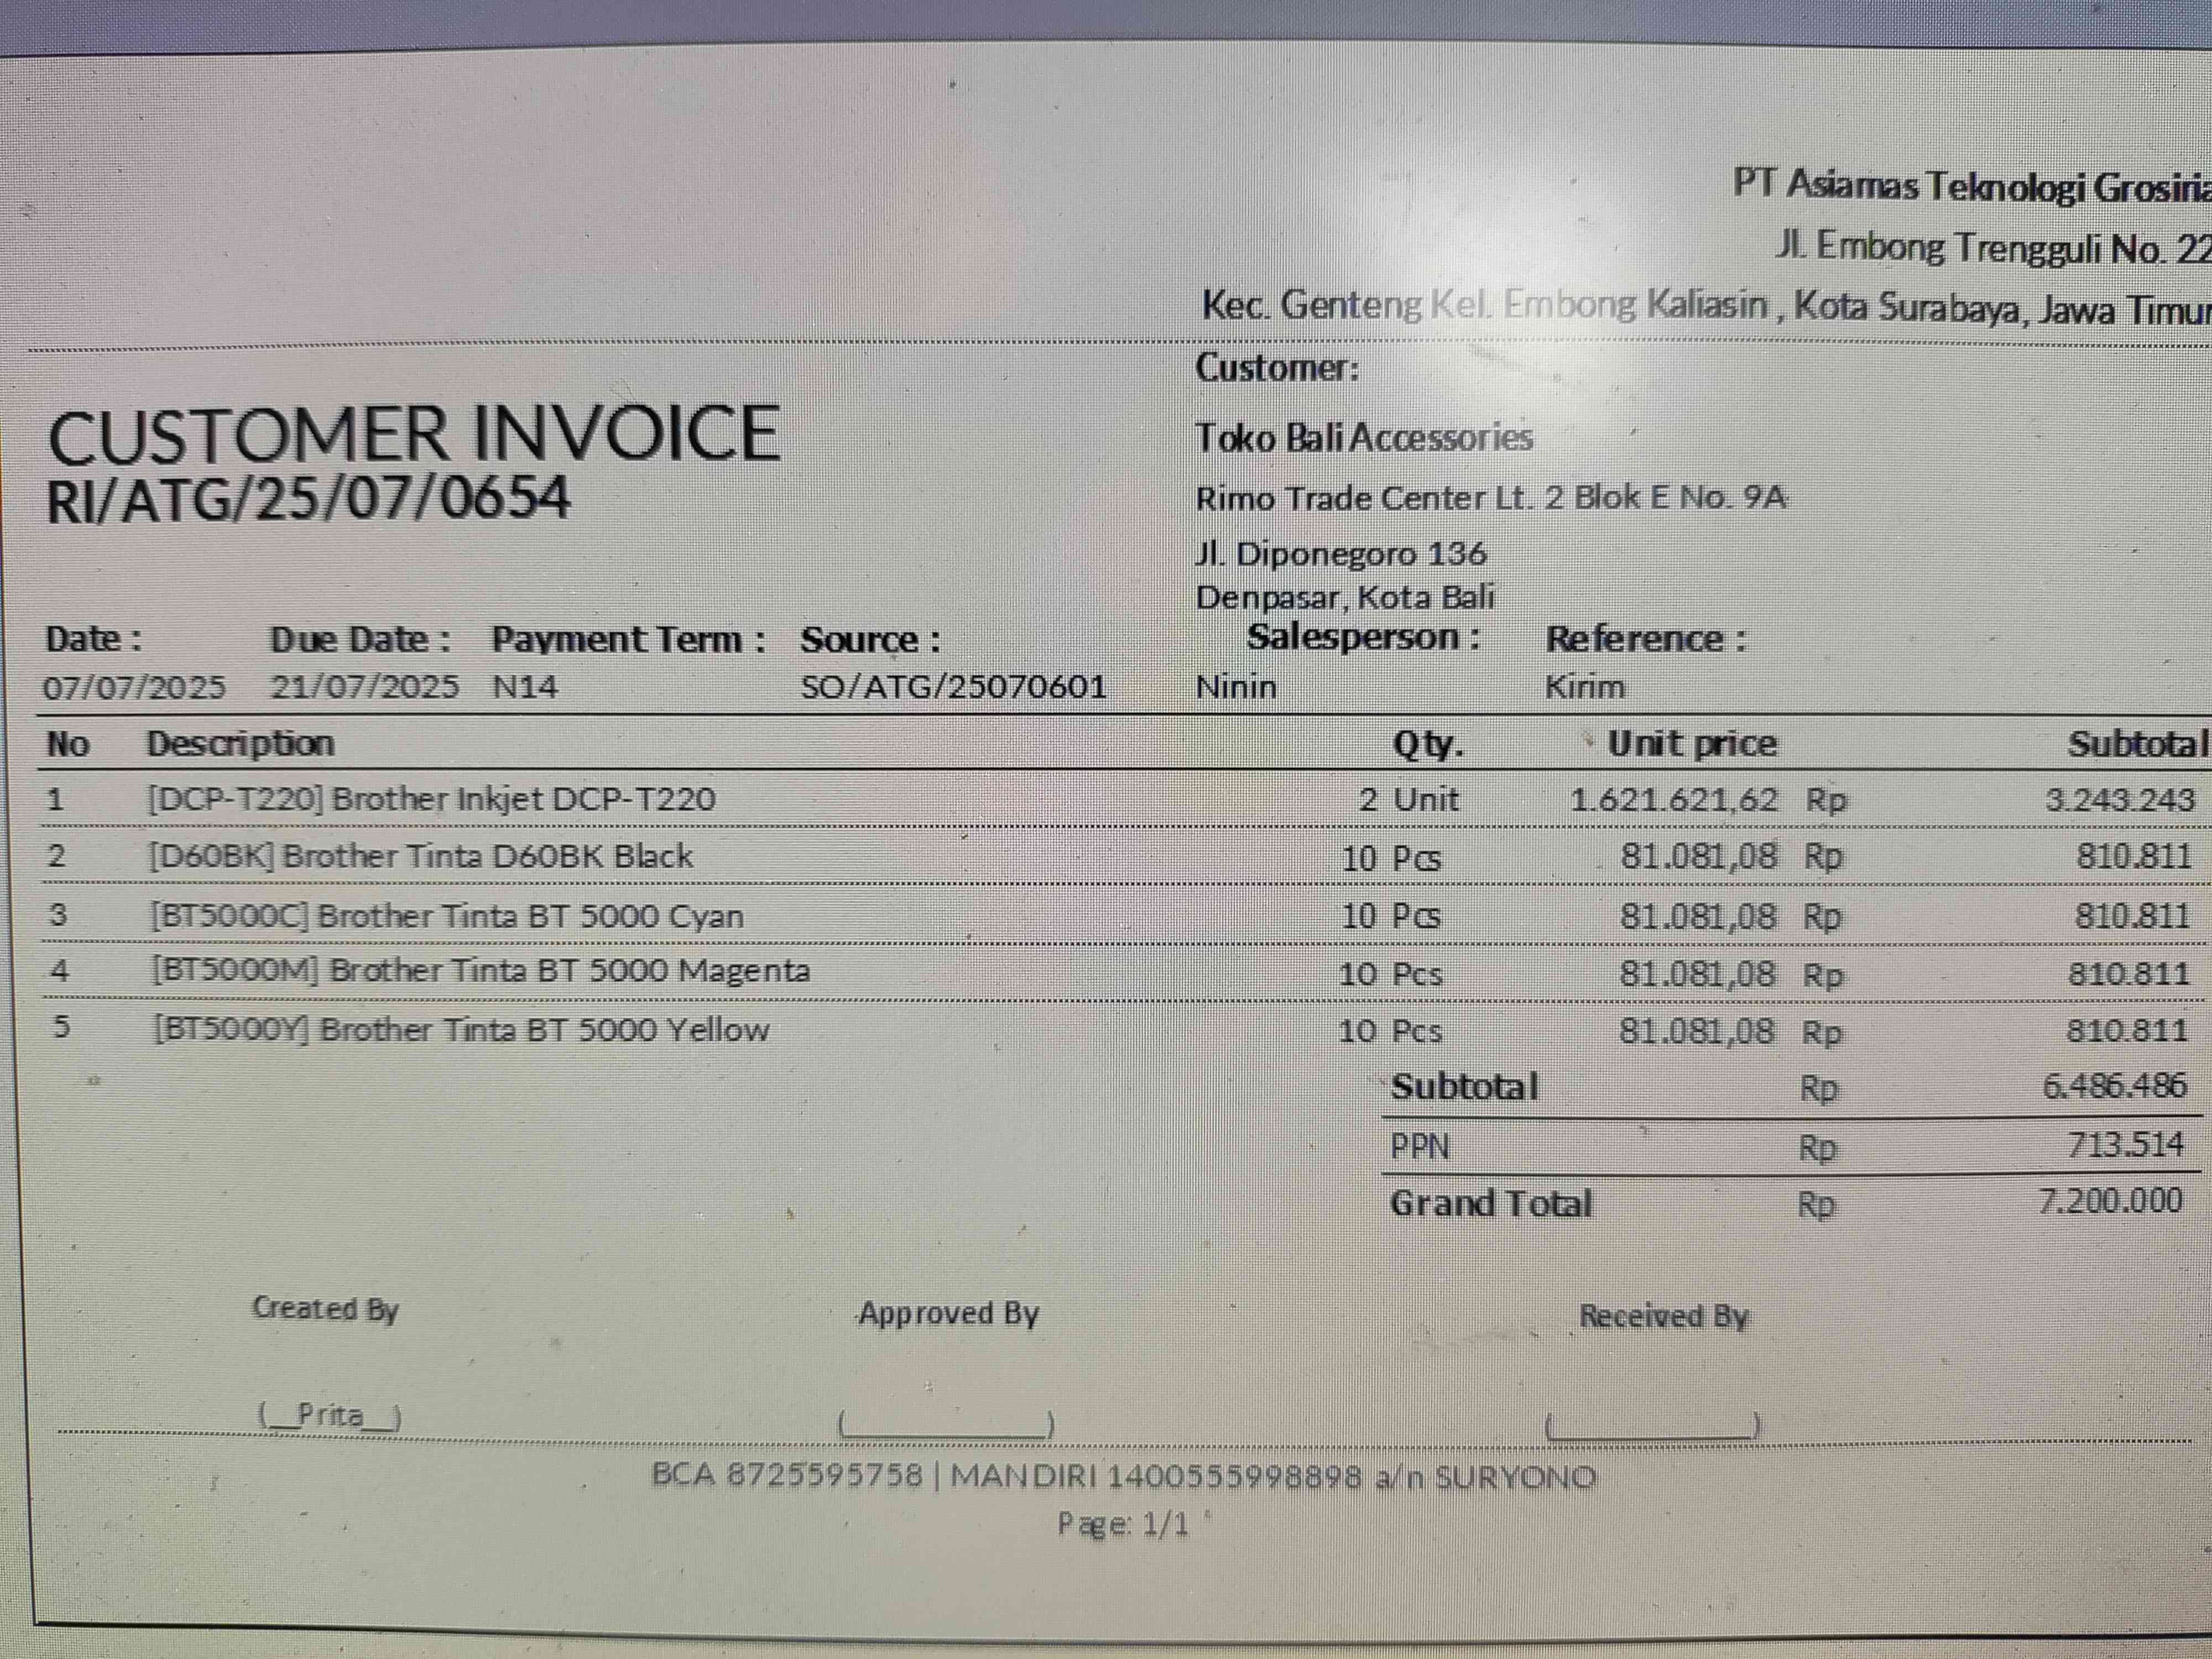 PT Asiamas Teknologi Grosiria
Jl. Embong Trengguli No. 22
Kec. Genteng Kel. Embong Kaliasin , Kota Surabaya, Jawa Timur
Customer:
CUSTOMER INVOICE
RI/ATG/25/07/0654
Toko Bali Accessories
Rimo Trade Center Lt. 2 Blok E No. 9A
Jl. Diponegoro 136
Denpasar, Kota Bali
Date : Due Date : Payment Term : Source : Salesperson : Reference :
07/07/2025 21/07/2025 N14 SO/ATG/25070601 Ninin Kirim
No Description Qty. Unit price Subtotal
1 [DCP-T220] Brother Inkjet DCP-T220 2 Unit 1.621.621,62 Rp 3.243.243
2 [D60BK] Brother Tinta D60BK Black 10 Pcs 81.081,08 Rp 810.811
3 [BT5000C] Brother Tinta BT 5000 Cyan 10 Pcs 81.081,08 Rp 810.811
4 [BT5000M] Brother Tinta BT 5000 Magenta 10 Pcs 81.081,08 Rp 810.811
5 [BT5000Y] Brother Tinta BT 5000 Yellow 10 Pcs 81.081,08 Rp 810.811
Subtotal Rp 6.486.486
PPN Rp 713.514
Grand Total Rp 7.200.000
Created By Approved By Received By
(__Prita__) (__________) (__________)
BCA 8725595758 | MANDIRI 1400555998898 a/n SURYONO
Page: 1/1